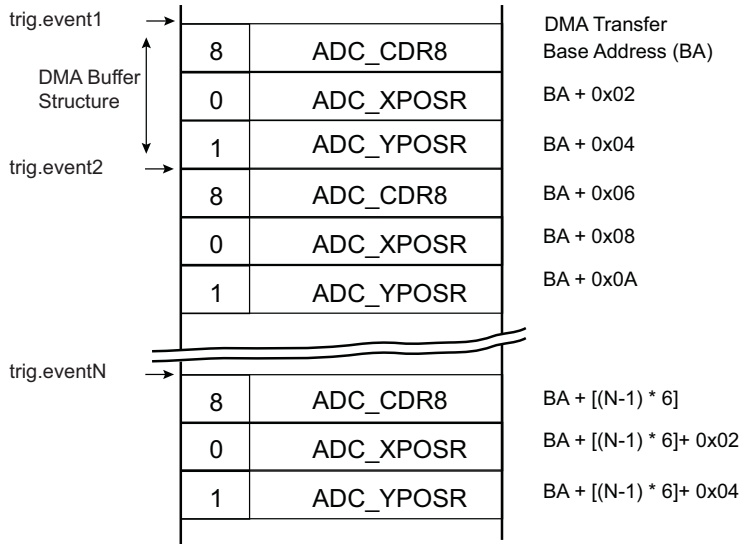 trig.event1
DMA Transfer
8 ADC_CDR8 Base Address (BA)
DMA Buffer
Structure
0 ADC_XPOSR BA + 0x02
1 ADC_YPOSR BA + 0x04
trig.event2
8 ADC_CDR8 BA + 0x06
0 ADC_XPOSR BA + 0x08
1 ADC_YPOSR BA + 0x0A
trig.eventN
8 ADC_CDR8 BA + [(N-1) * 6]
0 ADC_XPOSR BA + [(N-1) * 6]+ 0x02
1 ADC_YPOSR BA + [(N-1) * 6]+ 0x04